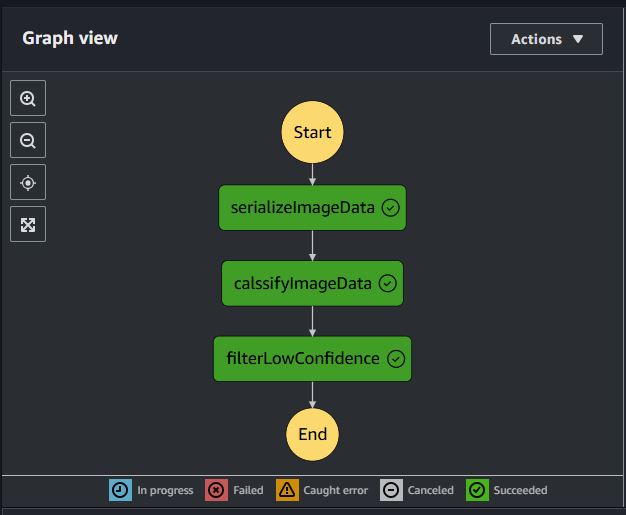 Graph view
Actions
Start
serializeImageData
calssifyImageData
filterLowConfidence
End
In progress Failed Caught error Canceled Succeeded